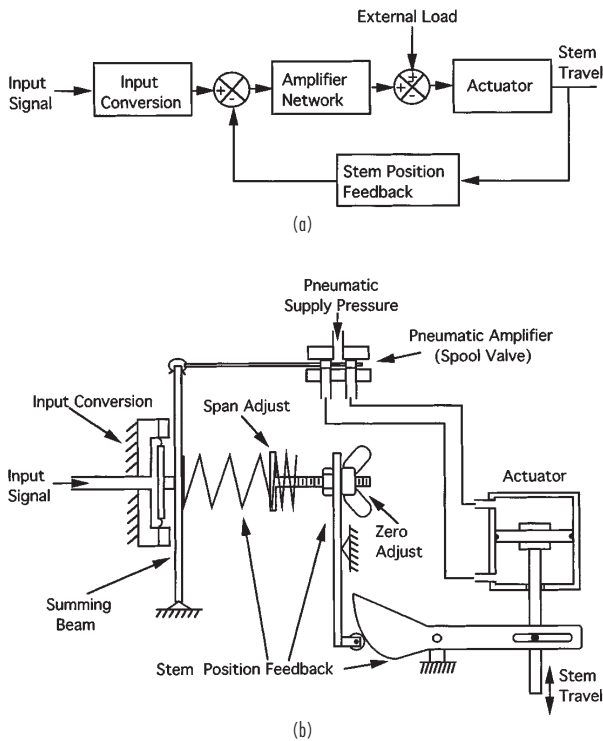 External Load
Stem
Travel
Input
Signal
Input
Conversion
+
-
Amplifier
Network
+
+
Actuator
Stem Position
Feedback
(a)
Pneumatic
Supply Pressure
Pneumatic Amplifier
(Spool Valve)
Input Conversion
Span Adjust
Input
Signal
Actuator
Zero
Adjust
Summing
Beam
Stem Position Feedback
Stem
Travel
(b)